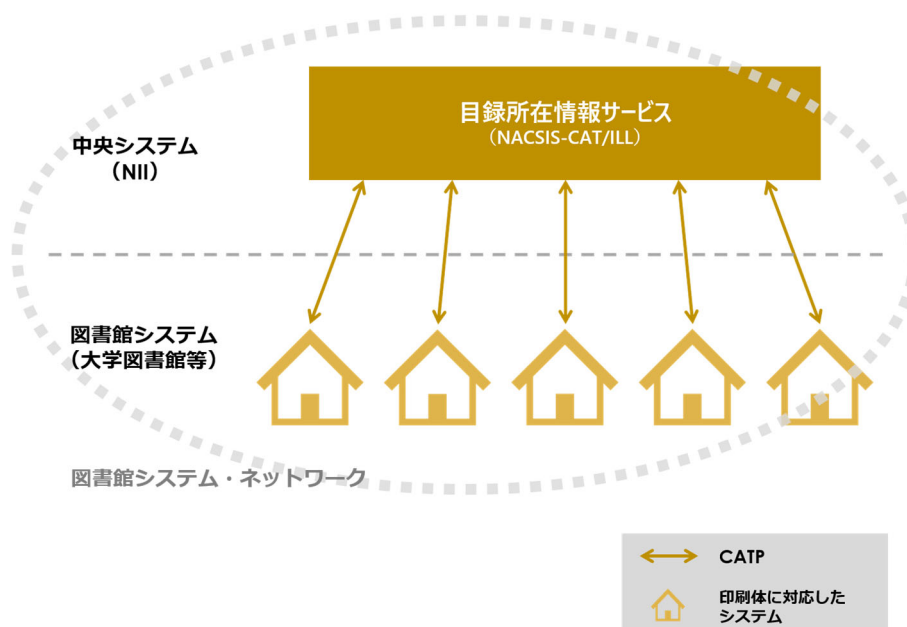 目録所在情報サービス
（NACSIS-CAT/ILL）
中央システム
（NII）
図書館システム
（大学図書館等）
図書館システム・ネットワーク
CATP
印刷体に対応した
システム